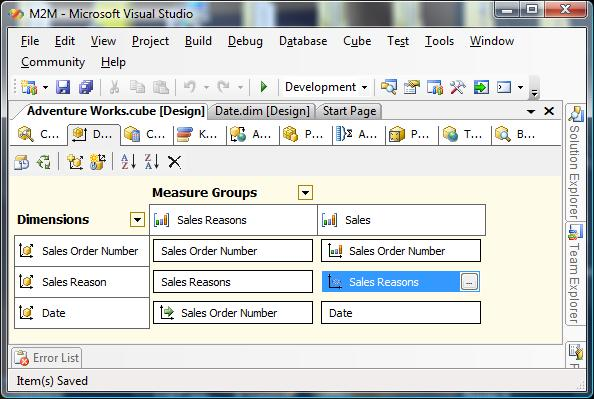 M2M - Microsoft Visual Studio
File Edit View Project Build Debug Database Cube Test Tools Window
Community Help
Development
Adventure Works.cube [Design] Date.dim [Design] Start Page
C... D... C... K... A... P... A... P... T... B...
Measure Groups
Dimensions Sales Reasons Sales
Sales Order Number Sales Order Number Sales Order Number
Sales Reason Sales Reasons Sales Reasons ...
Date Sales Order Number Date
Solution Explorer
Team Explorer
Error List
Item(s) Saved